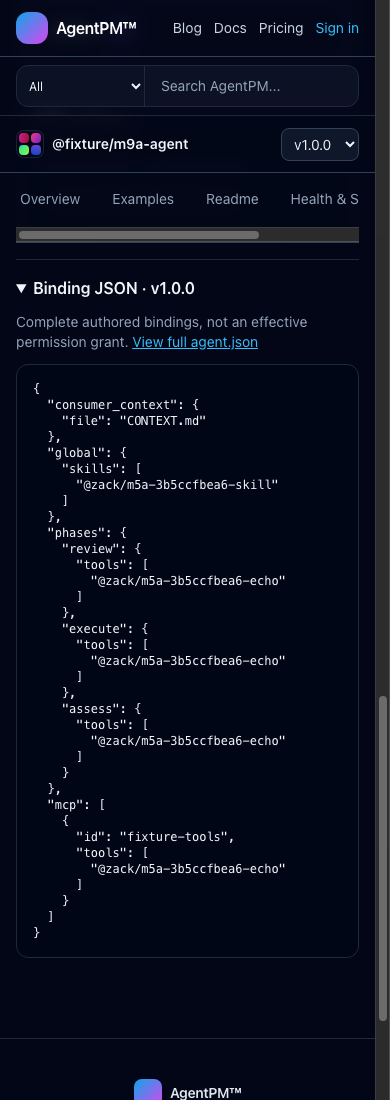 AgentPM™ Blog Docs Pricing Sign in
All Search AgentPM...
@fixture/m9a-agent v1.0.0
Overview Examples Readme Health & S
▼ Binding JSON · v1.0.0
Complete authored bindings, not an effective
permission grant. View full agent.json
{
  "consumer_context": {
    "file": "CONTEXT.md"
  },
  "global": {
    "skills": [
      "@zack/m5a-3b5ccfbea6-skill"
    ]
  },
  "phases": {
    "review": {
      "tools": [
        "@zack/m5a-3b5ccfbea6-echo"
      ]
    },
    "execute": {
      "tools": [
        "@zack/m5a-3b5ccfbea6-echo"
      ]
    },
    "assess": {
      "tools": [
        "@zack/m5a-3b5ccfbea6-echo"
      ]
    }
  },
  "mcp": [
    {
      "id": "fixture-tools",
      "tools": [
        "@zack/m5a-3b5ccfbea6-echo"
      ]
    }
  ]
}
AgentPM™